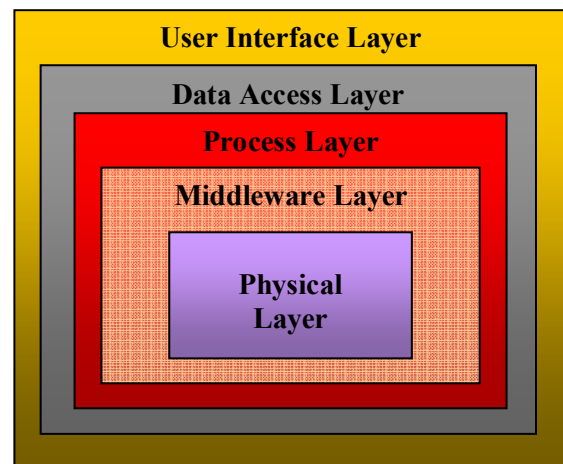 User Interface Layer
Data Access Layer
Process Layer
Middleware Layer
Physical
Layer